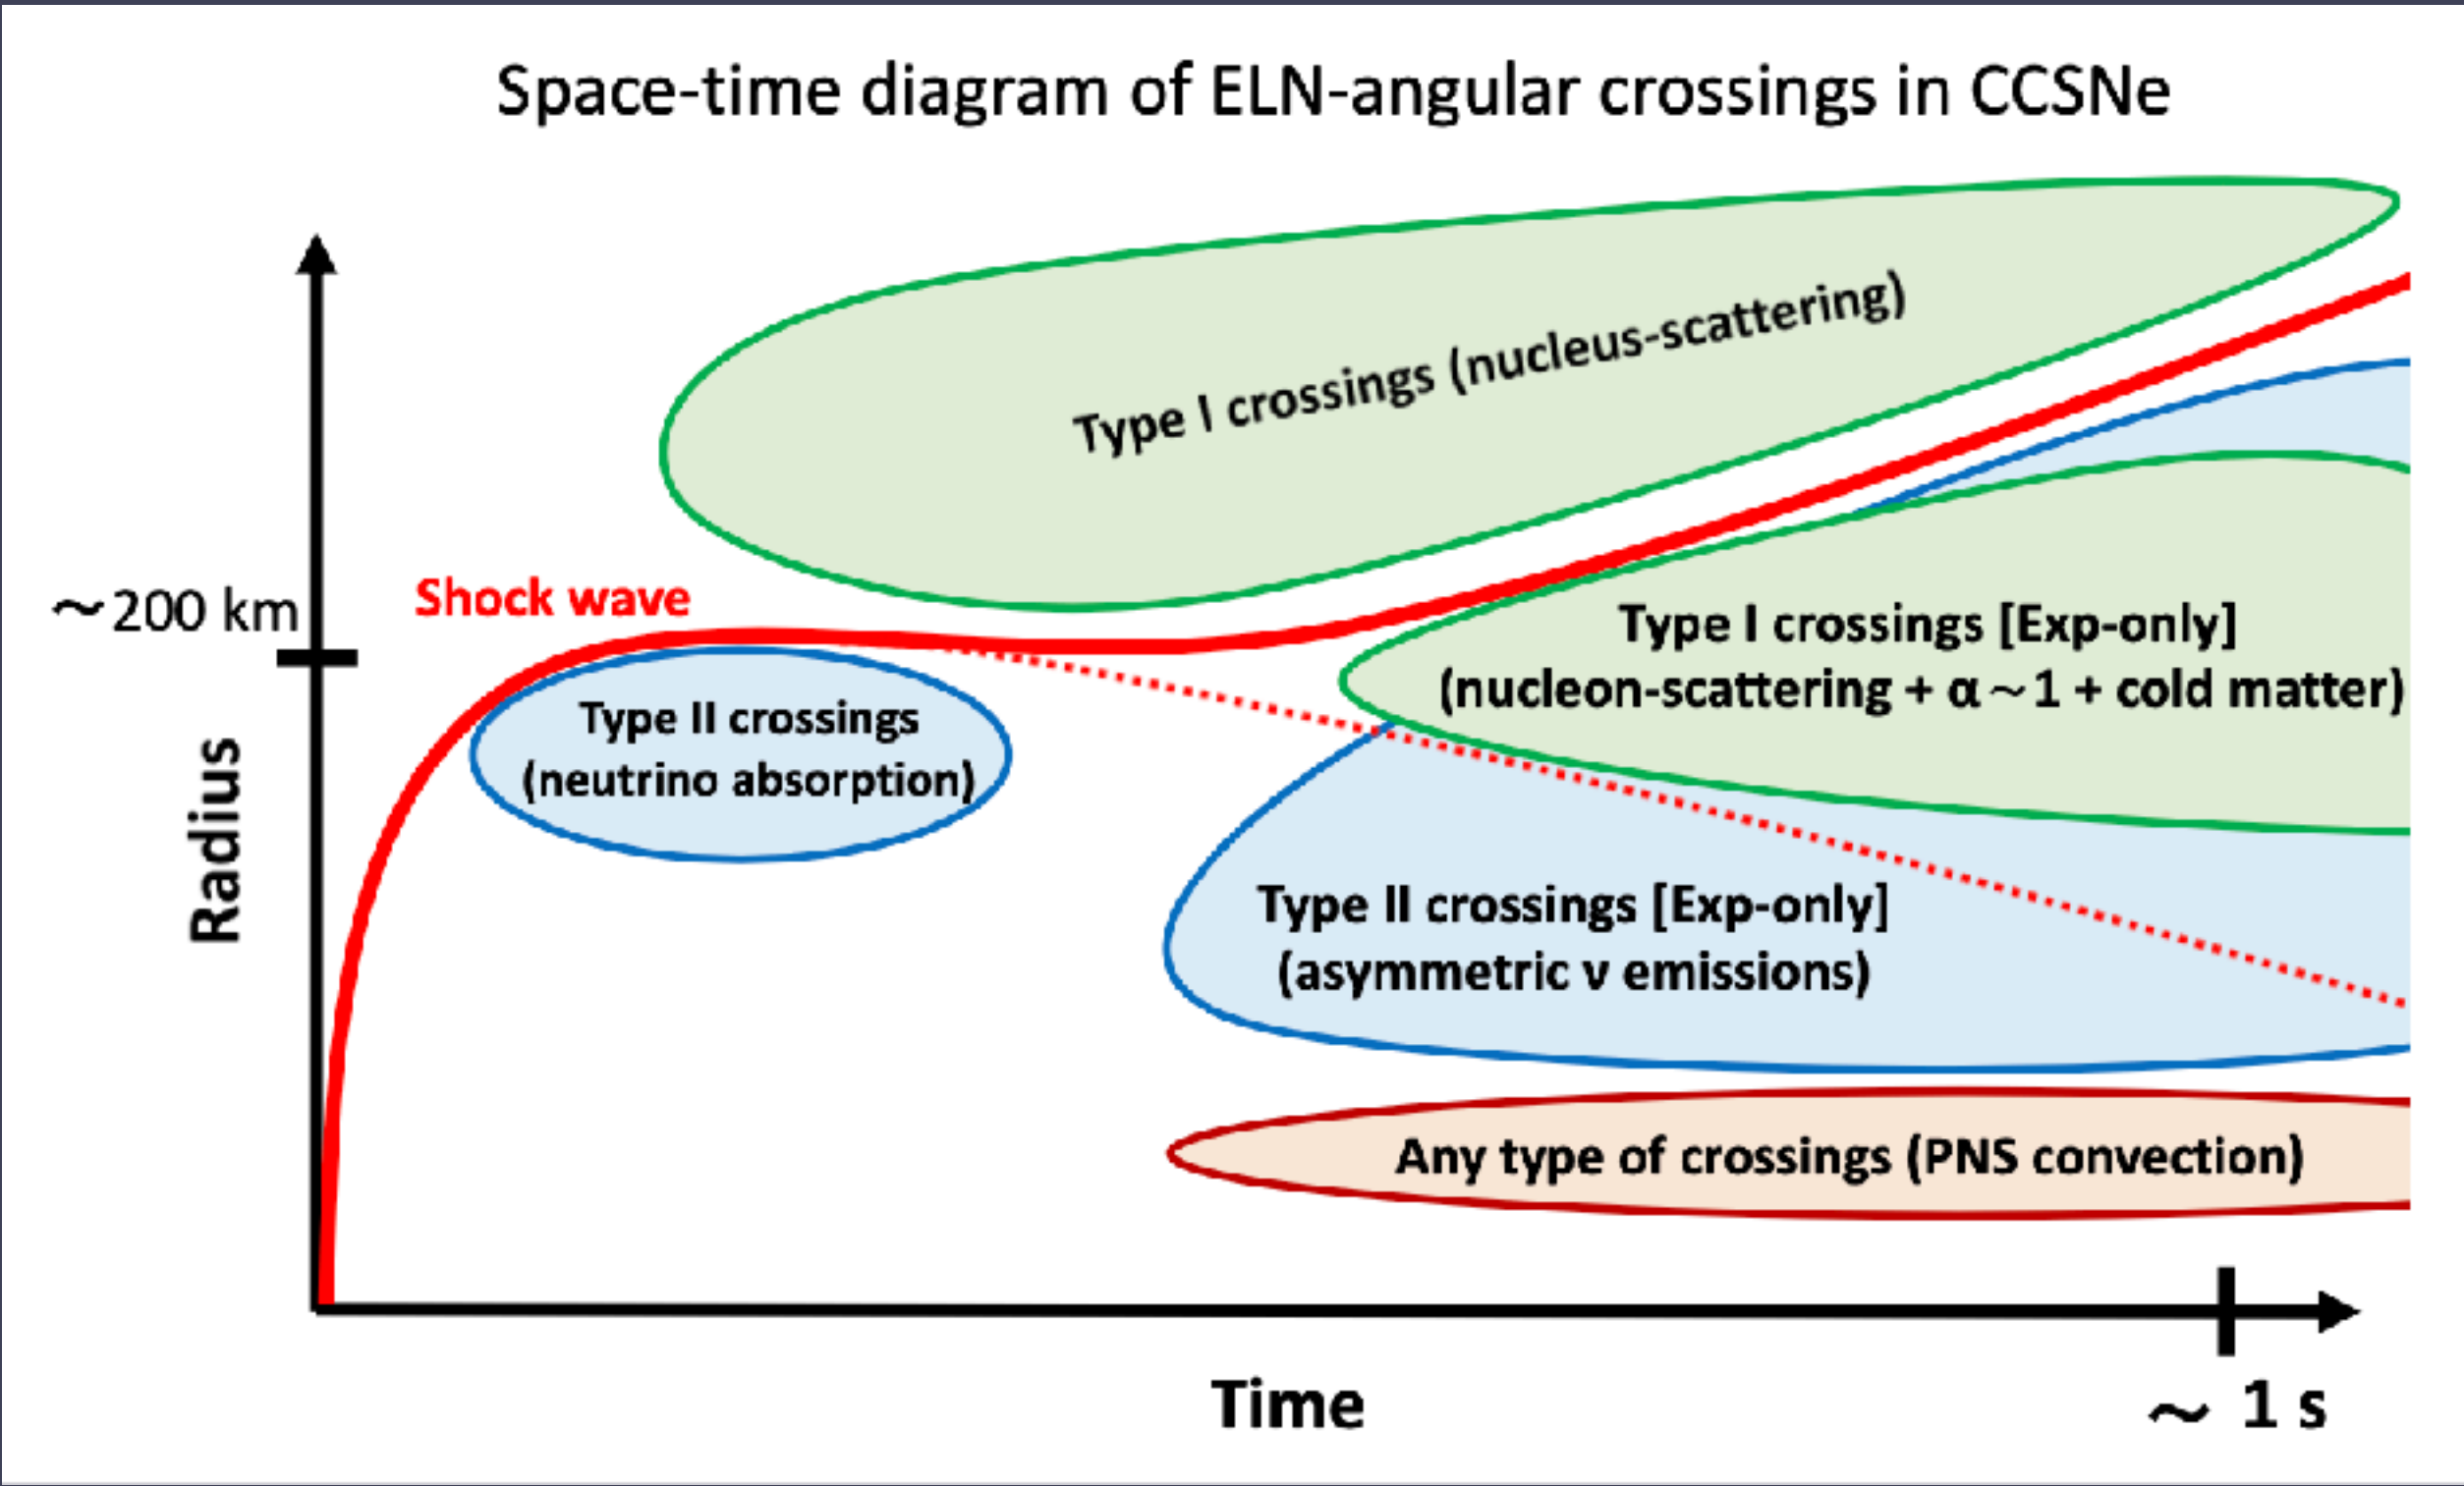 Space-time diagram of ELN-angular crossings in CCSNe
Type I crossings (nucleus-scattering)
~200 km
Shock wave
Type I crossings [Exp-only]
(nucleon-scattering + α ~ 1 + cold matter)
Type II crossings
(neutrino absorption)
Radius
Type II crossings [Exp-only]
(asymmetric ν emissions)
Any type of crossings (PNS convection)
Time
~ 1 s